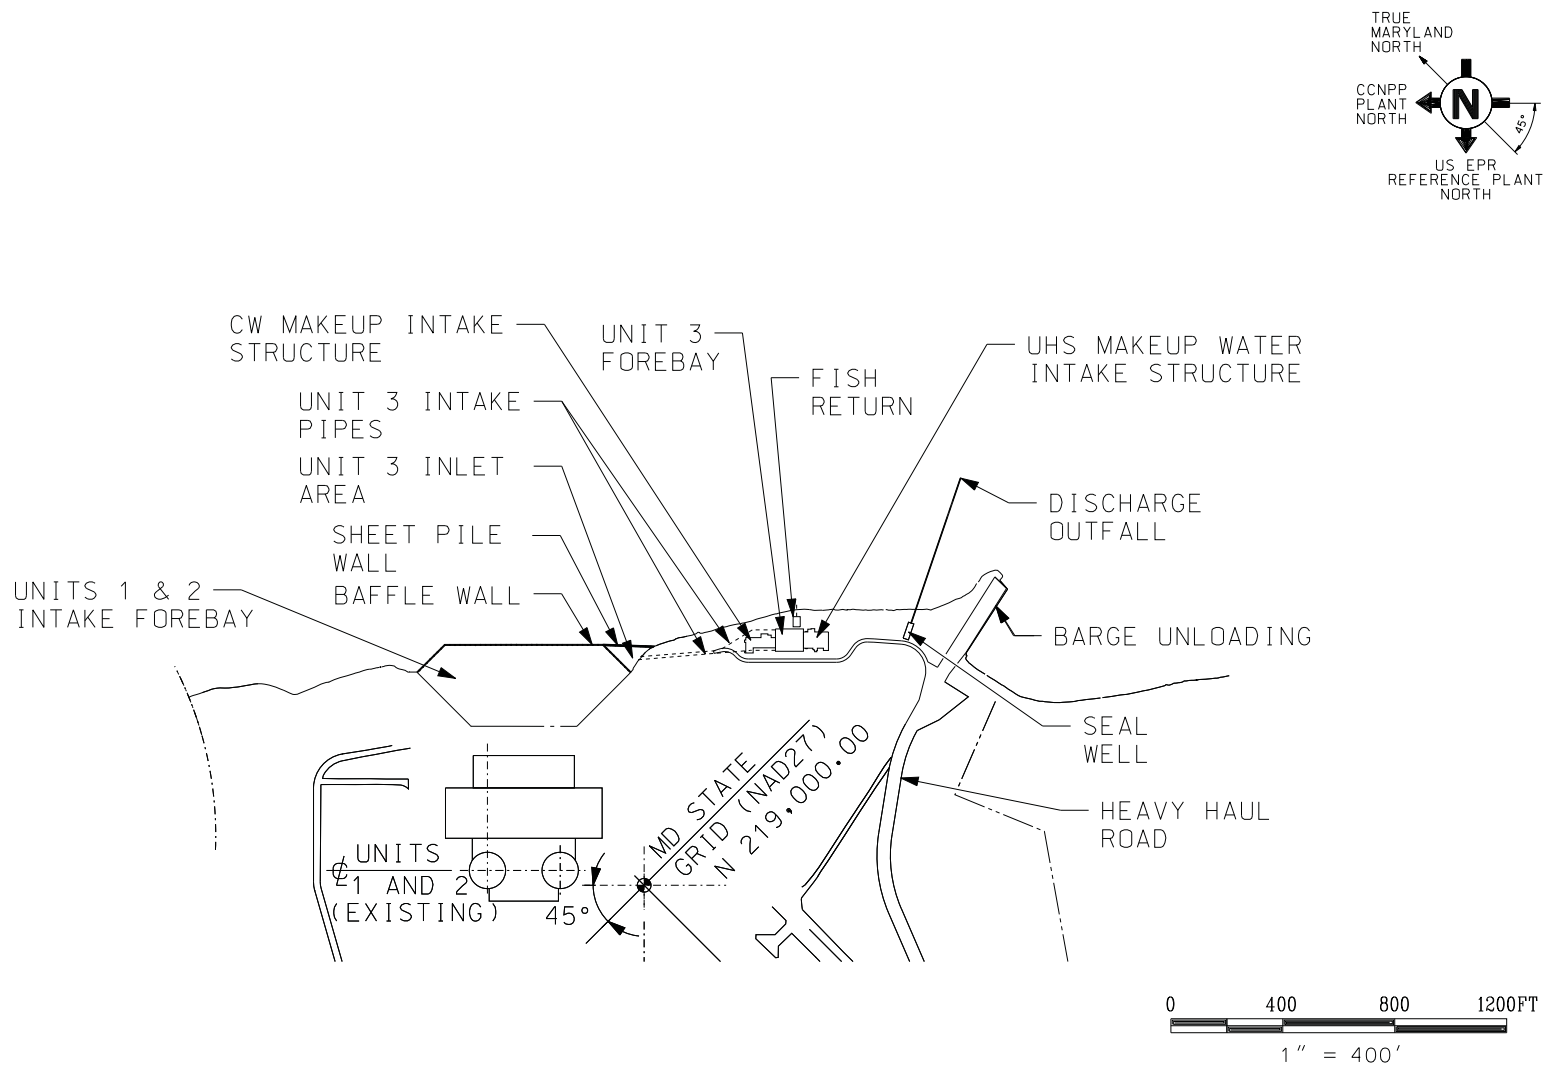 TRUE
MARYLAND
NORTH
CCNPP
PLANT
NORTH
N
45°
US EPR
REFERENCE PLANT
NORTH
CW MAKEUP INTAKE
STRUCTURE
UNIT 3
FOREBAY
UHS MAKEUP WATER
INTAKE STRUCTURE
FISH
RETURN
UNIT 3 INTAKE
PIPES
UNIT 3 INLET
AREA
DISCHARGE
OUTFALL
SHEET PILE
WALL
BAFFLE WALL
UNITS 1 & 2
INTAKE FOREBAY
BARGE UNLOADING
SEAL
WELL
MD STATE
GRID (NAD27)
N 219,000.00
HEAVY HAUL
ROAD
℄ UNITS
1 AND 2
(EXISTING)
45°
0 400 800 1200FT
1" = 400'